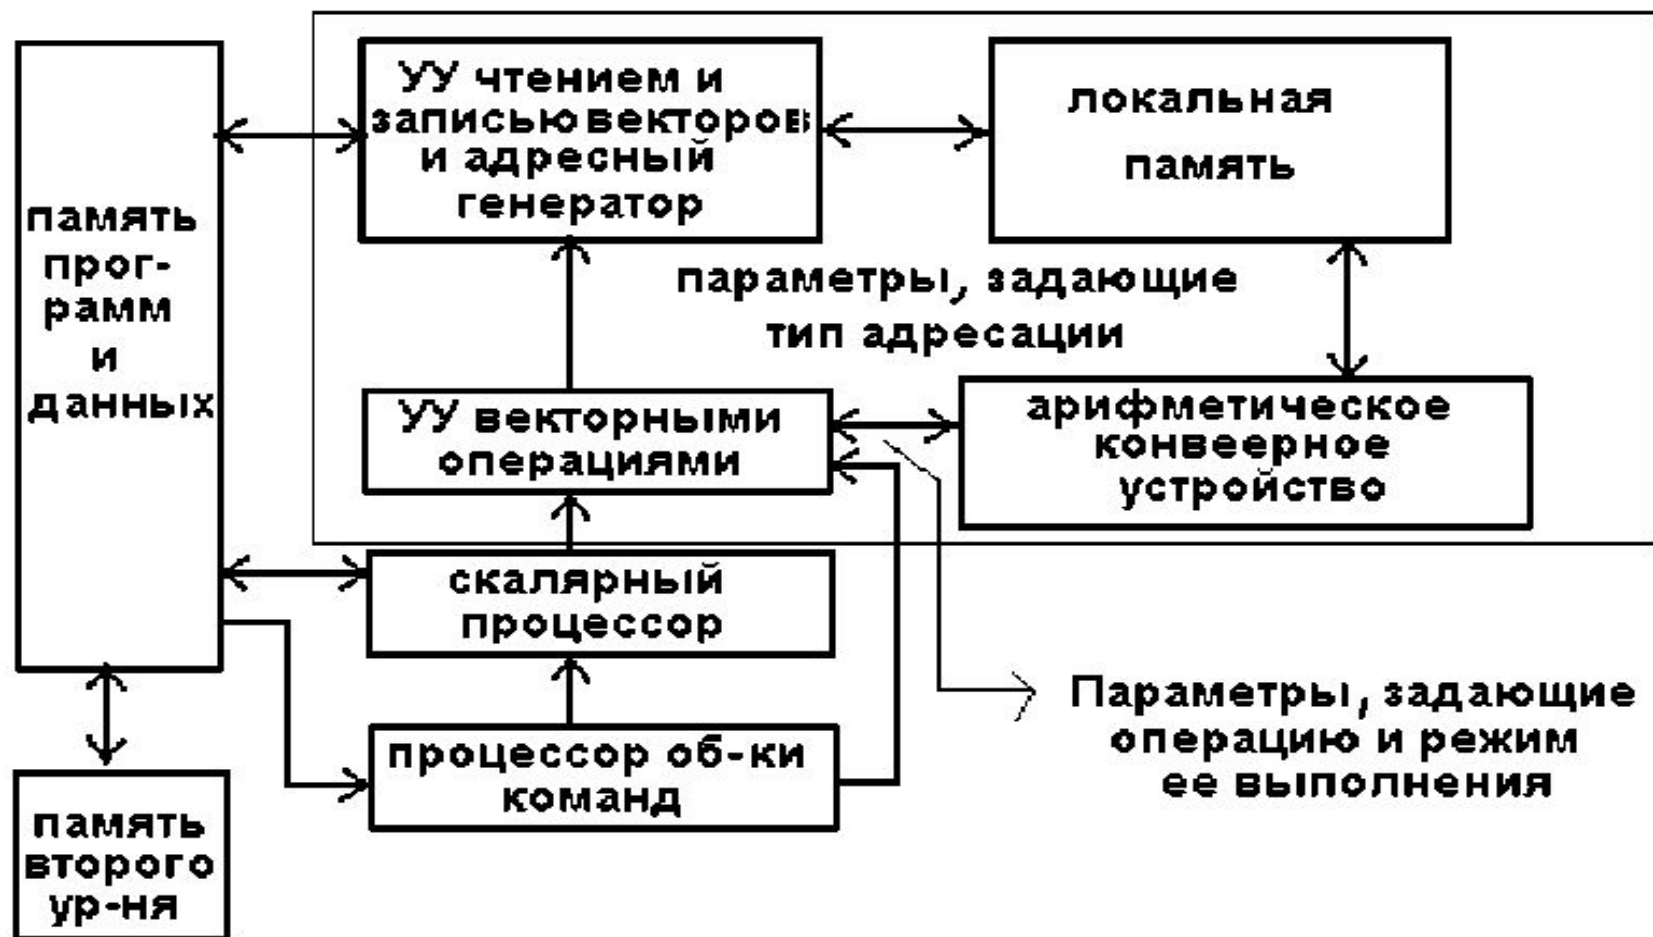 память
прог-
рамм
и
данных
УУ чтением и
записью векторов
и адресный
генератор
локальная
память
параметры, задающие
тип адресации
УУ векторными
операциями
арифметическое
конвеерное
устройство
скалярный
процессор
процессор об-ки
команд
Параметры, задающие
операцию и режим
ее выполнения
память
второго
ур-ня